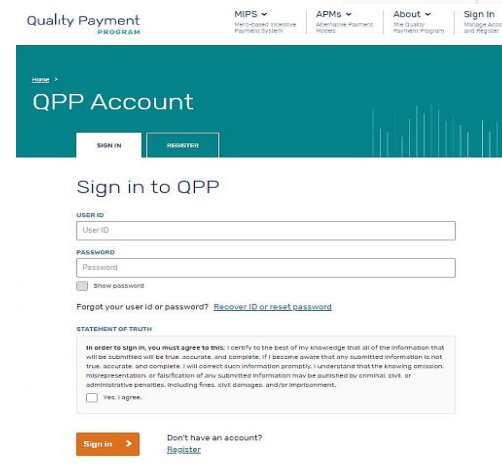 Quality Payment
PROGRAM
MIPS
Merit-based Incentive
Payment System
APMs
Alternative Payment
Models
About
The Quality
Payment Program
Sign In
Manage Acco
and Register
Home >
QPP Account
SIGN IN
REGISTER
Sign in to QPP
USER ID
User ID
PASSWORD
Password
Show password
Forgot your user id or password? Recover ID or reset password
STATEMENT OF TRUTH
In order to sign in, you must agree to this: I certify to the best of my knowledge that all of the information that
will be submitted will be true, accurate, and complete. If I become aware that any submitted information is not
true, accurate, and complete, I will correct such information promptly. I understand that the knowing omission,
misrepresentation, or falsification of any submitted information may be punished by criminal, civil, or
administrative penalties, including fines, civil damages, and/or imprisonment.
Yes, I agree.
Sign in >
Don't have an account?
Register